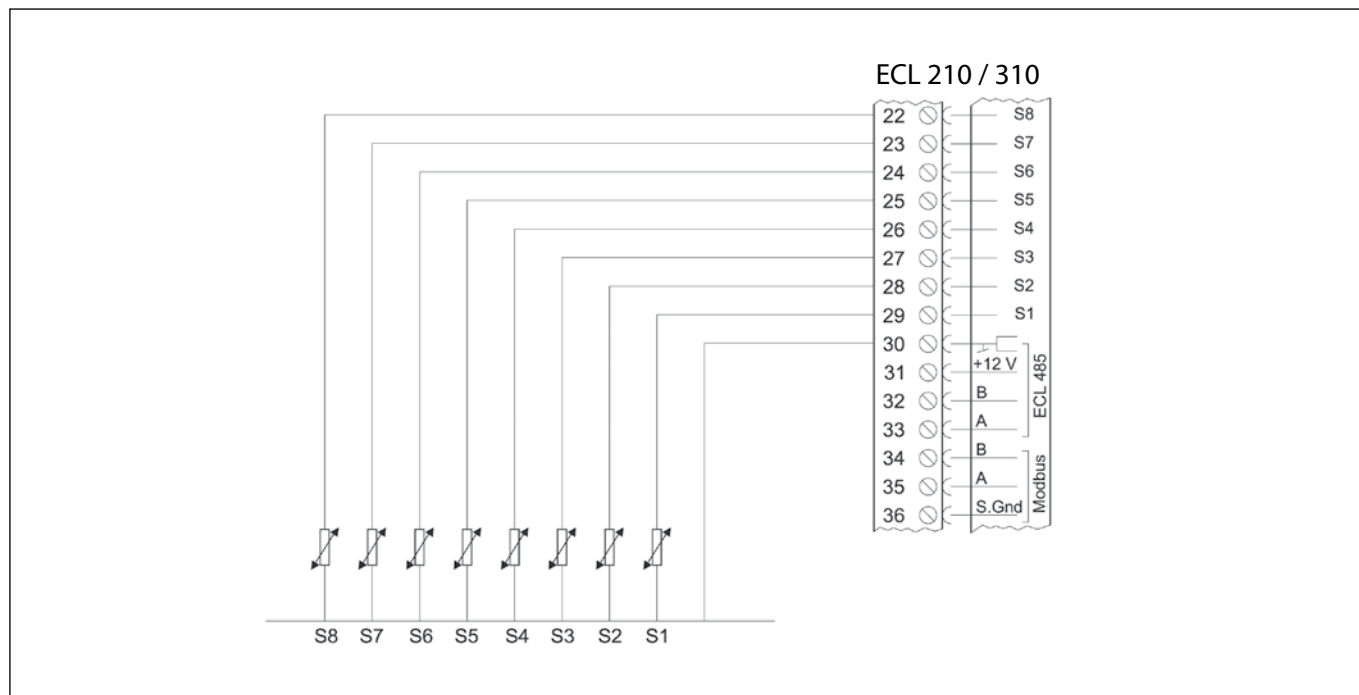 ECL 210 / 310
22 S8
23 S7
24 S6
25 S5
26 S4
27 S3
28 S2
29 S1
30
31 +12 V
32 B
33 A
ECL 485
34 B
35 A
36 S.Gnd
Modbus
S8 S7 S6 S5 S4 S3 S2 S1